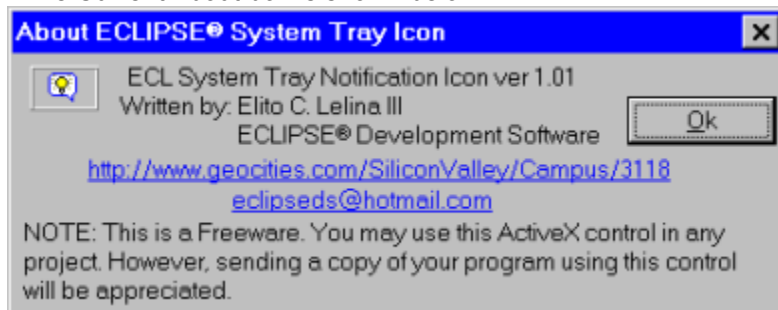 About ECLIPSE® System Tray Icon
ECL System Tray Notification Icon ver 1.01
Written by: Elito C. Lelina III
ECLIPSE® Development Software
Ok
http://www.geocities.com/SiliconValley/Campus/3118
eclipseds@hotmail.com
NOTE: This is a Freeware. You may use this ActiveX control in any
project. However, sending a copy of your program using this control
will be appreciated.